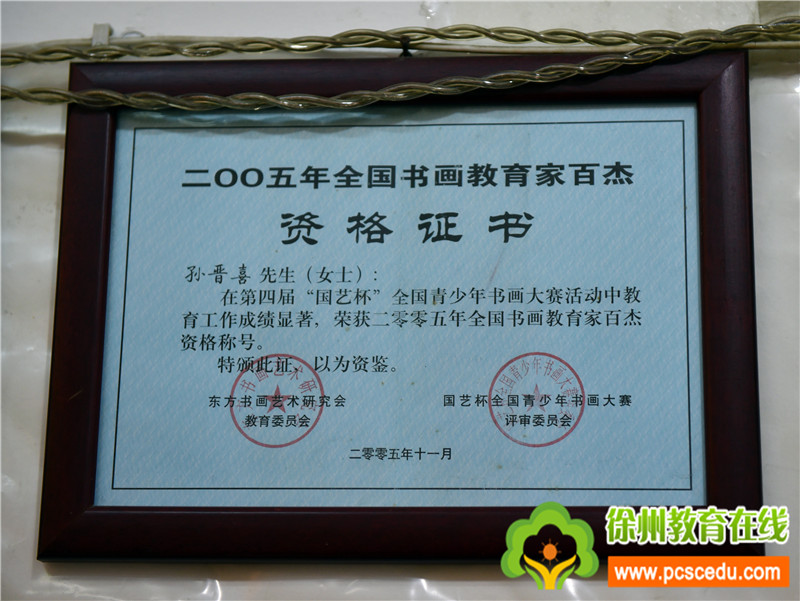 二〇〇五年全国书画教育家百杰
资格证书
孙晋喜 先生（女士）：
在第四届“国艺杯”全国青少年书画大赛活动中教
育工作成绩显著，荣获二零零五年全国书画教育家百杰
资格称号。
特颁此证，以为资鉴。
东方书画艺术研究会
教育委员会
国艺杯全国青少年书画大赛
评审委员会
二零零五年十一月
徐州教育在线
www.pcscedu.com